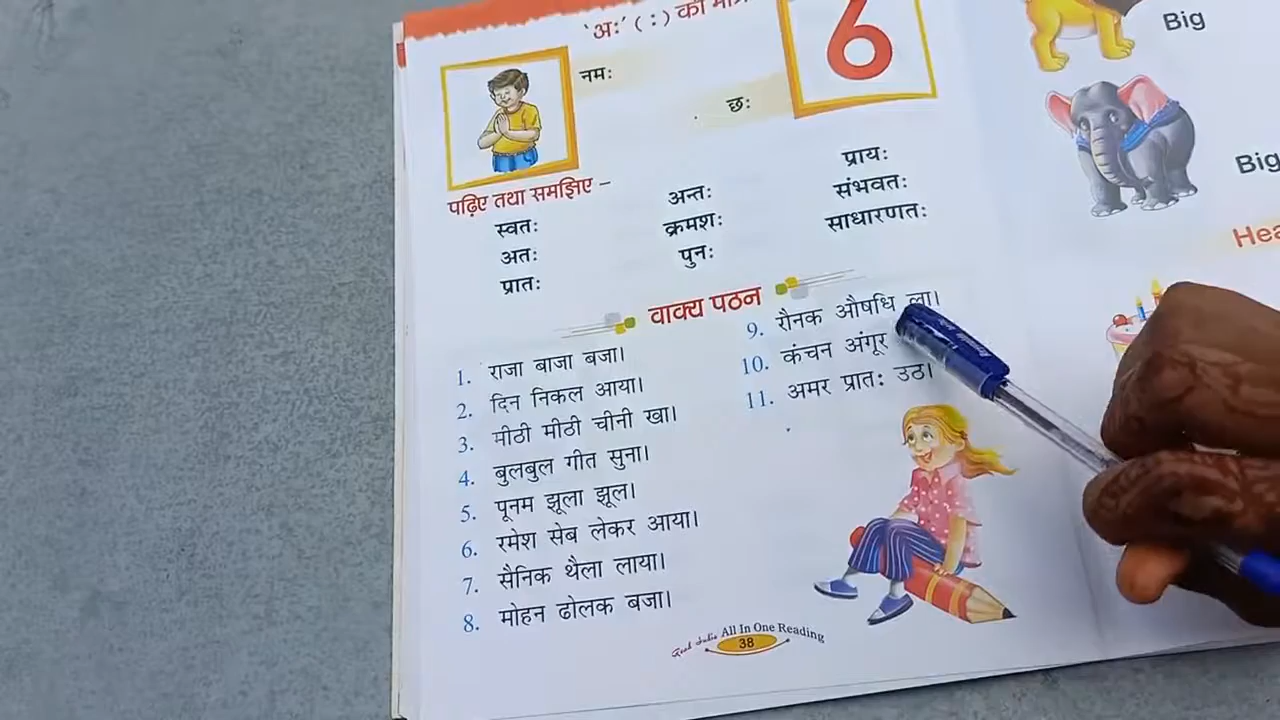 'अः' (ः) की
6
नमः
छः
पढ़िए तथा समझिए –
स्वतः
अतः
प्रातः
अन्तः
क्रमशः
पुनः
प्रायः
संभवतः
साधारणतः
वाक्य पठन
1. राजा बाजा बजा।
2. दिन निकल आया।
3. मीठी मीठी चीनी खा।
4. बुलबुल गीत सुना।
5. पूनम झूला झूल।
6. रमेश सेब लेकर आया।
7. सैनिक थैला लाया।
8. मोहन ढोलक बजा।
9. रौनक औषधि ला।
10. कंचन अंगूर
11. अमर प्रातः उठ।
All In One Reading
38
Big
Big